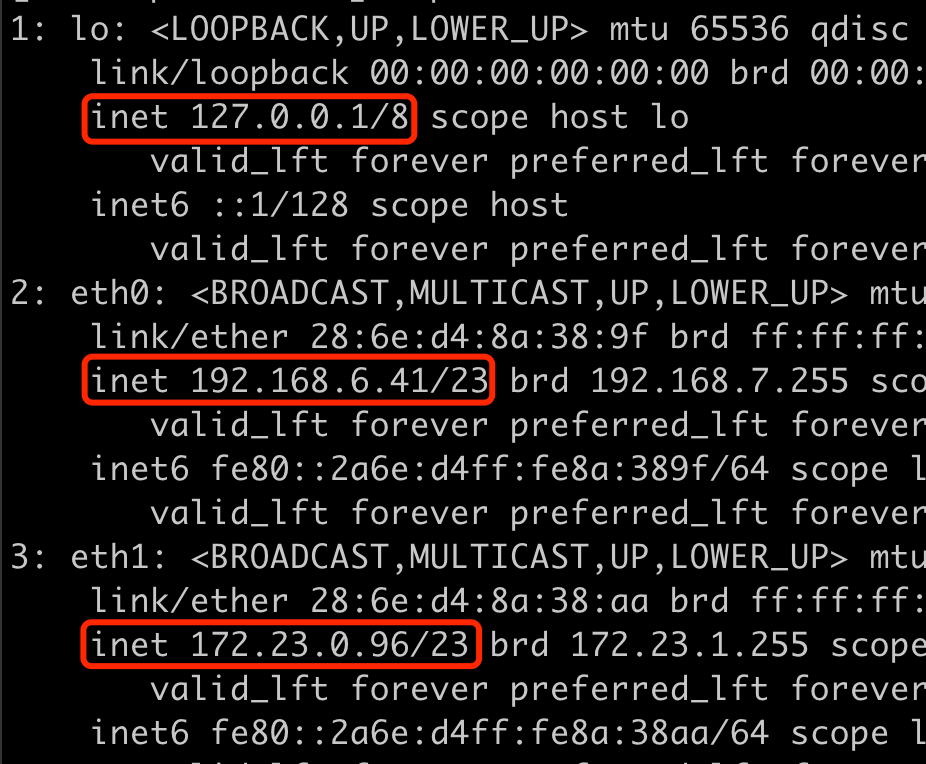 1: lo: <LOOPBACK,UP,LOWER_UP> mtu 65536 qdisc
link/loopback 00:00:00:00:00:00 brd 00:00:
inet 127.0.0.1/8 scope host lo
valid_lft forever preferred_lft forever
inet6 ::1/128 scope host
valid_lft forever preferred_lft forever
2: eth0: <BROADCAST,MULTICAST,UP,LOWER_UP> mtu
link/ether 28:6e:d4:8a:38:9f brd ff:ff:ff:
inet 192.168.6.41/23 brd 192.168.7.255 sco
valid_lft forever preferred_lft forever
inet6 fe80::2a6e:d4ff:fe8a:389f/64 scope l
valid_lft forever preferred_lft forever
3: eth1: <BROADCAST,MULTICAST,UP,LOWER_UP> mtu
link/ether 28:6e:d4:8a:38:aa brd ff:ff:ff:
inet 172.23.0.96/23 brd 172.23.1.255 scope
valid_lft forever preferred_lft forever
inet6 fe80::2a6e:d4ff:fe8a:38aa/64 scope l